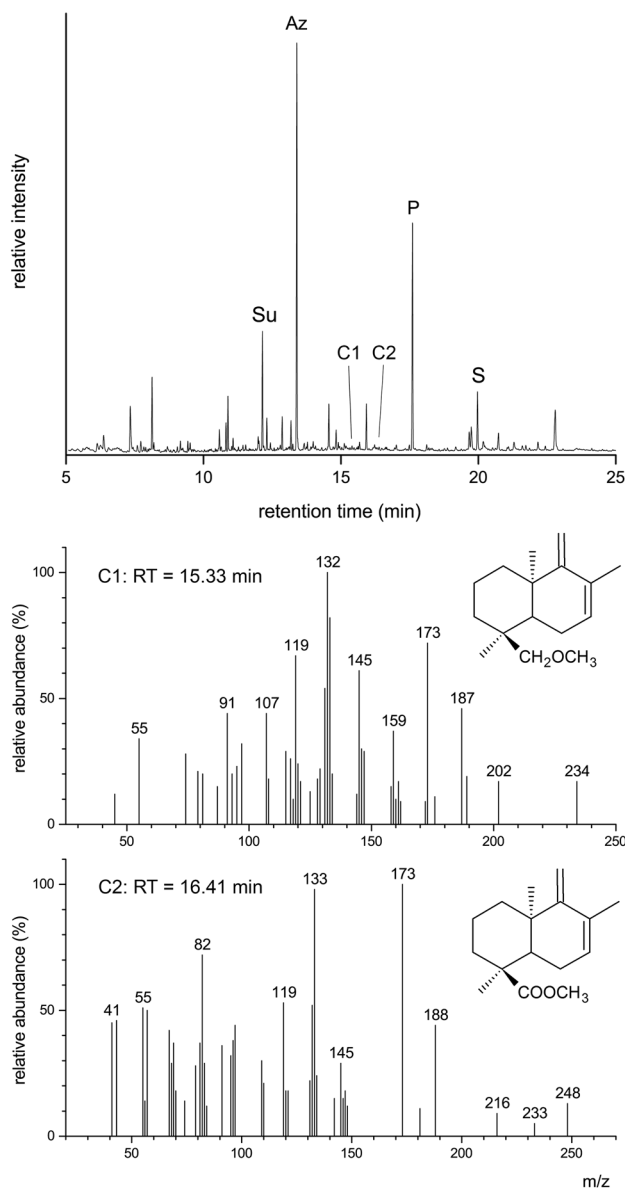 Az
P
Su
C1 C2
S
relative intensity
5 10 15 20 25
retention time (min)
C1: RT = 15.33 min
132
173
119
145
187
91 107
159
55
202 234
CH2OCH3
100
50
0
relative abundance (%)
50 100 150 200 250
C2: RT = 16.41 min
133
173
82
55
41
119
188
145
216
233
248
COOCH3
100
50
0
relative abundance (%)
50 100 150 200 250
m/z